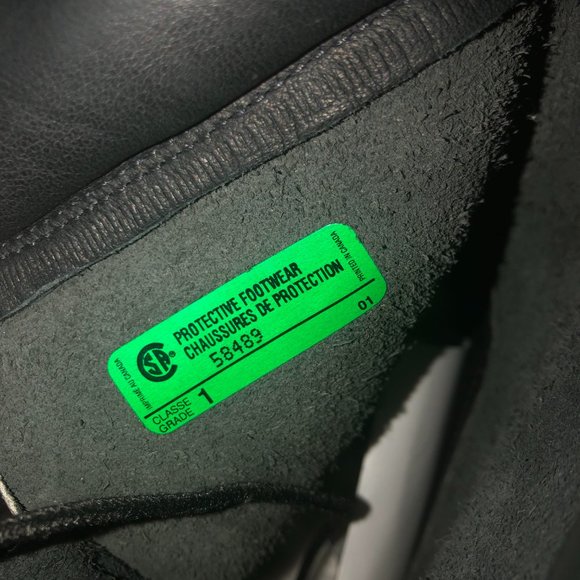 IMPRIMÉ AU CANADA
CSA ®
PROTECTIVE FOOTWEAR
CHAUSSURES DE PROTECTION
58489
PRINTED IN CANADA
CLASSE
GRADE
1
01